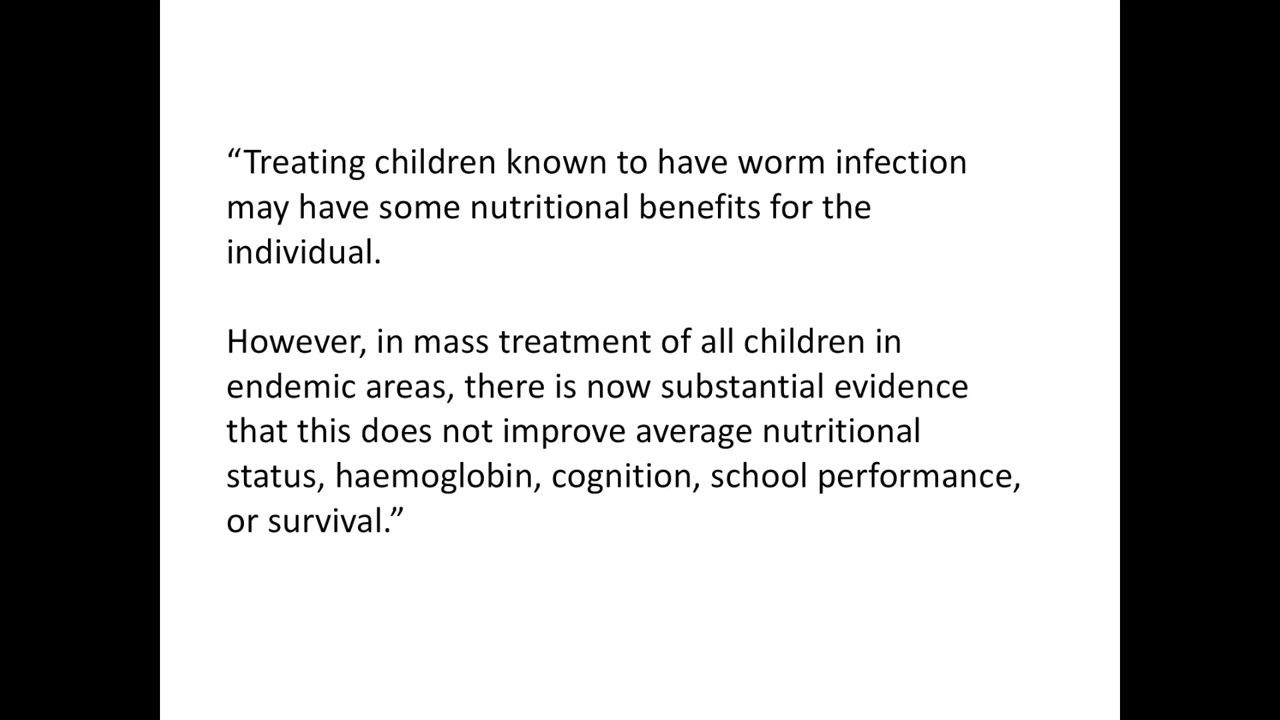 “Treating children known to have worm infection
may have some nutritional benefits for the
individual.
However, in mass treatment of all children in
endemic areas, there is now substantial evidence
that this does not improve average nutritional
status, haemoglobin, cognition, school performance,
or survival.”